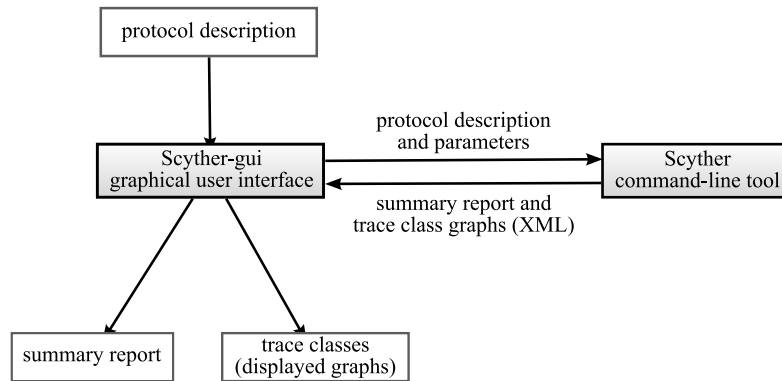 protocol description
protocol description
and parameters
Scyther-gui
graphical user interface
Scyther
command-line tool
summary report and
trace class graphs (XML)
summary report
trace classes
(displayed graphs)